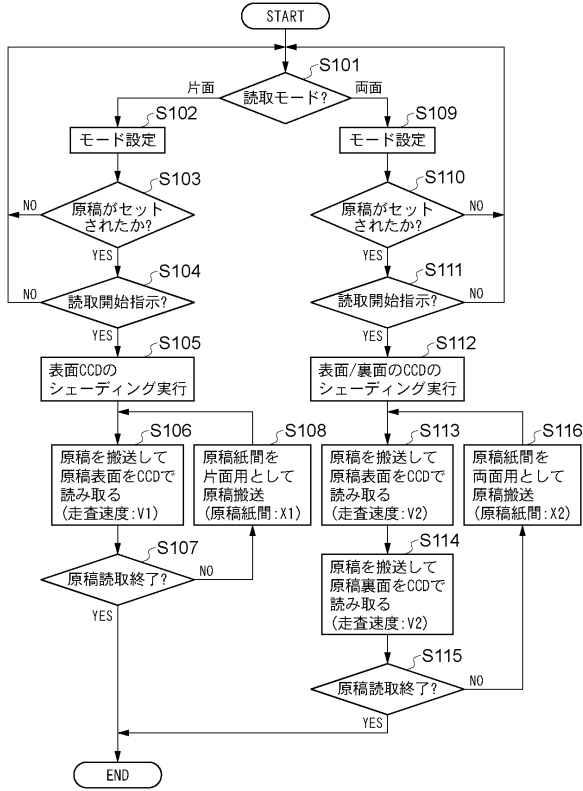 START
S101
読取モード?
片面
両面
S102
モード設定
S103
原稿がセット
されたか?
NO
YES
S104
読取開始指示?
NO
YES
S105
表面CCDの
シェーディング実行
S106
原稿を搬送して
原稿表面をCCDで
読み取る
(走査速度:V1)
S108
原稿紙間を
片面用として
原稿搬送
(原稿紙間:X1)
S107
原稿読取終了?
NO
YES
S109
モード設定
S110
原稿がセット
されたか?
NO
YES
S111
読取開始指示?
NO
YES
S112
表面/裏面のCCDの
シェーディング実行
S113
原稿を搬送して
原稿表面をCCDで
読み取る
(走査速度:V2)
S116
原稿紙間を
両面用として
原稿搬送
(原稿紙間:X2)
S114
原稿を搬送して
原稿裏面をCCDで
読み取る
(走査速度:V2)
S115
原稿読取終了?
NO
YES
END